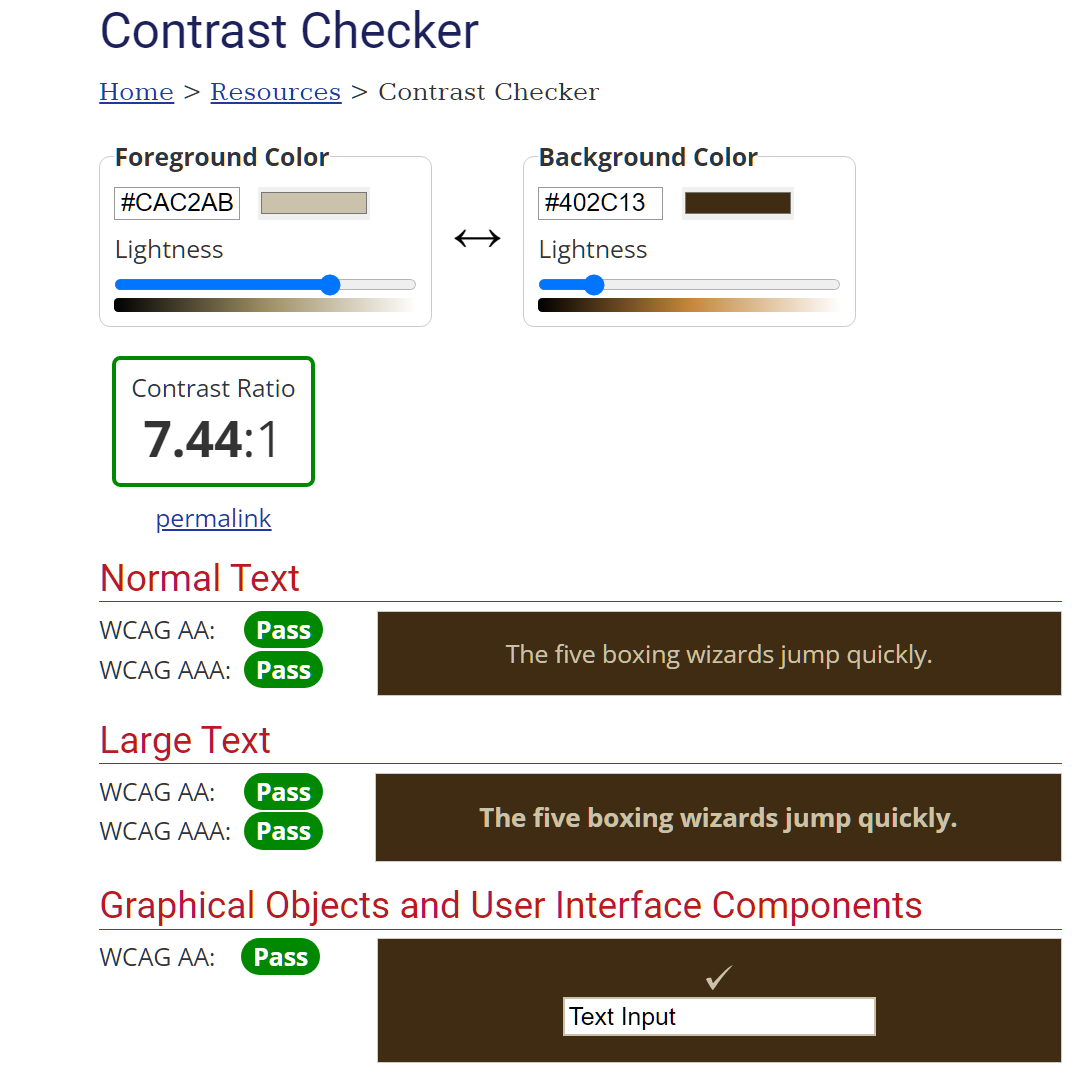 Contrast Checker
Home > Resources > Contrast Checker
Foreground Color
#CAC2AB
Lightness
Background Color
#402C13
Lightness
Contrast Ratio
7.44:1
permalink
Normal Text
WCAG AA: Pass
WCAG AAA: Pass
The five boxing wizards jump quickly.
Large Text
WCAG AA: Pass
WCAG AAA: Pass
The five boxing wizards jump quickly.
Graphical Objects and User Interface Components
WCAG AA: Pass
✓
Text Input